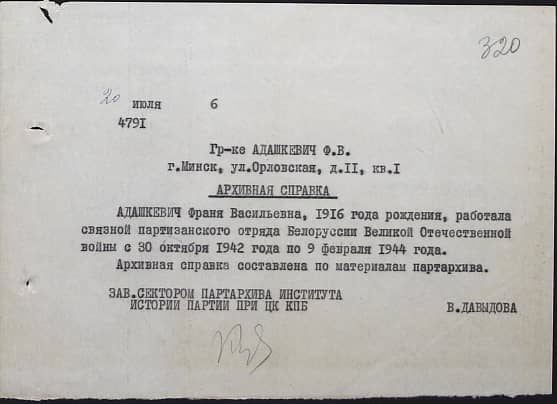 320
20 июля 6
4791
Гр-ке АДАШКЕВИЧ Ф.В.
г.Минск, ул.Орловская, д.II, кв.I
АРХИВНАЯ СПРАВКА
АДАШКЕВИЧ Франя Васильевна, 1916 года рождения, работала
связной партизанского отряда Белоруссии Великой Отечественной
войны с 30 октября 1942 года по 9 февраля 1944 года.
Архивная справка составлена по материалам партархива.
ЗАВ.СЕКТОРОМ ПАРТАРХИВА ИНСТИТУТА
ИСТОРИИ ПАРТИИ ПРИ ЦК КПБ В.ДАВЫДОВА